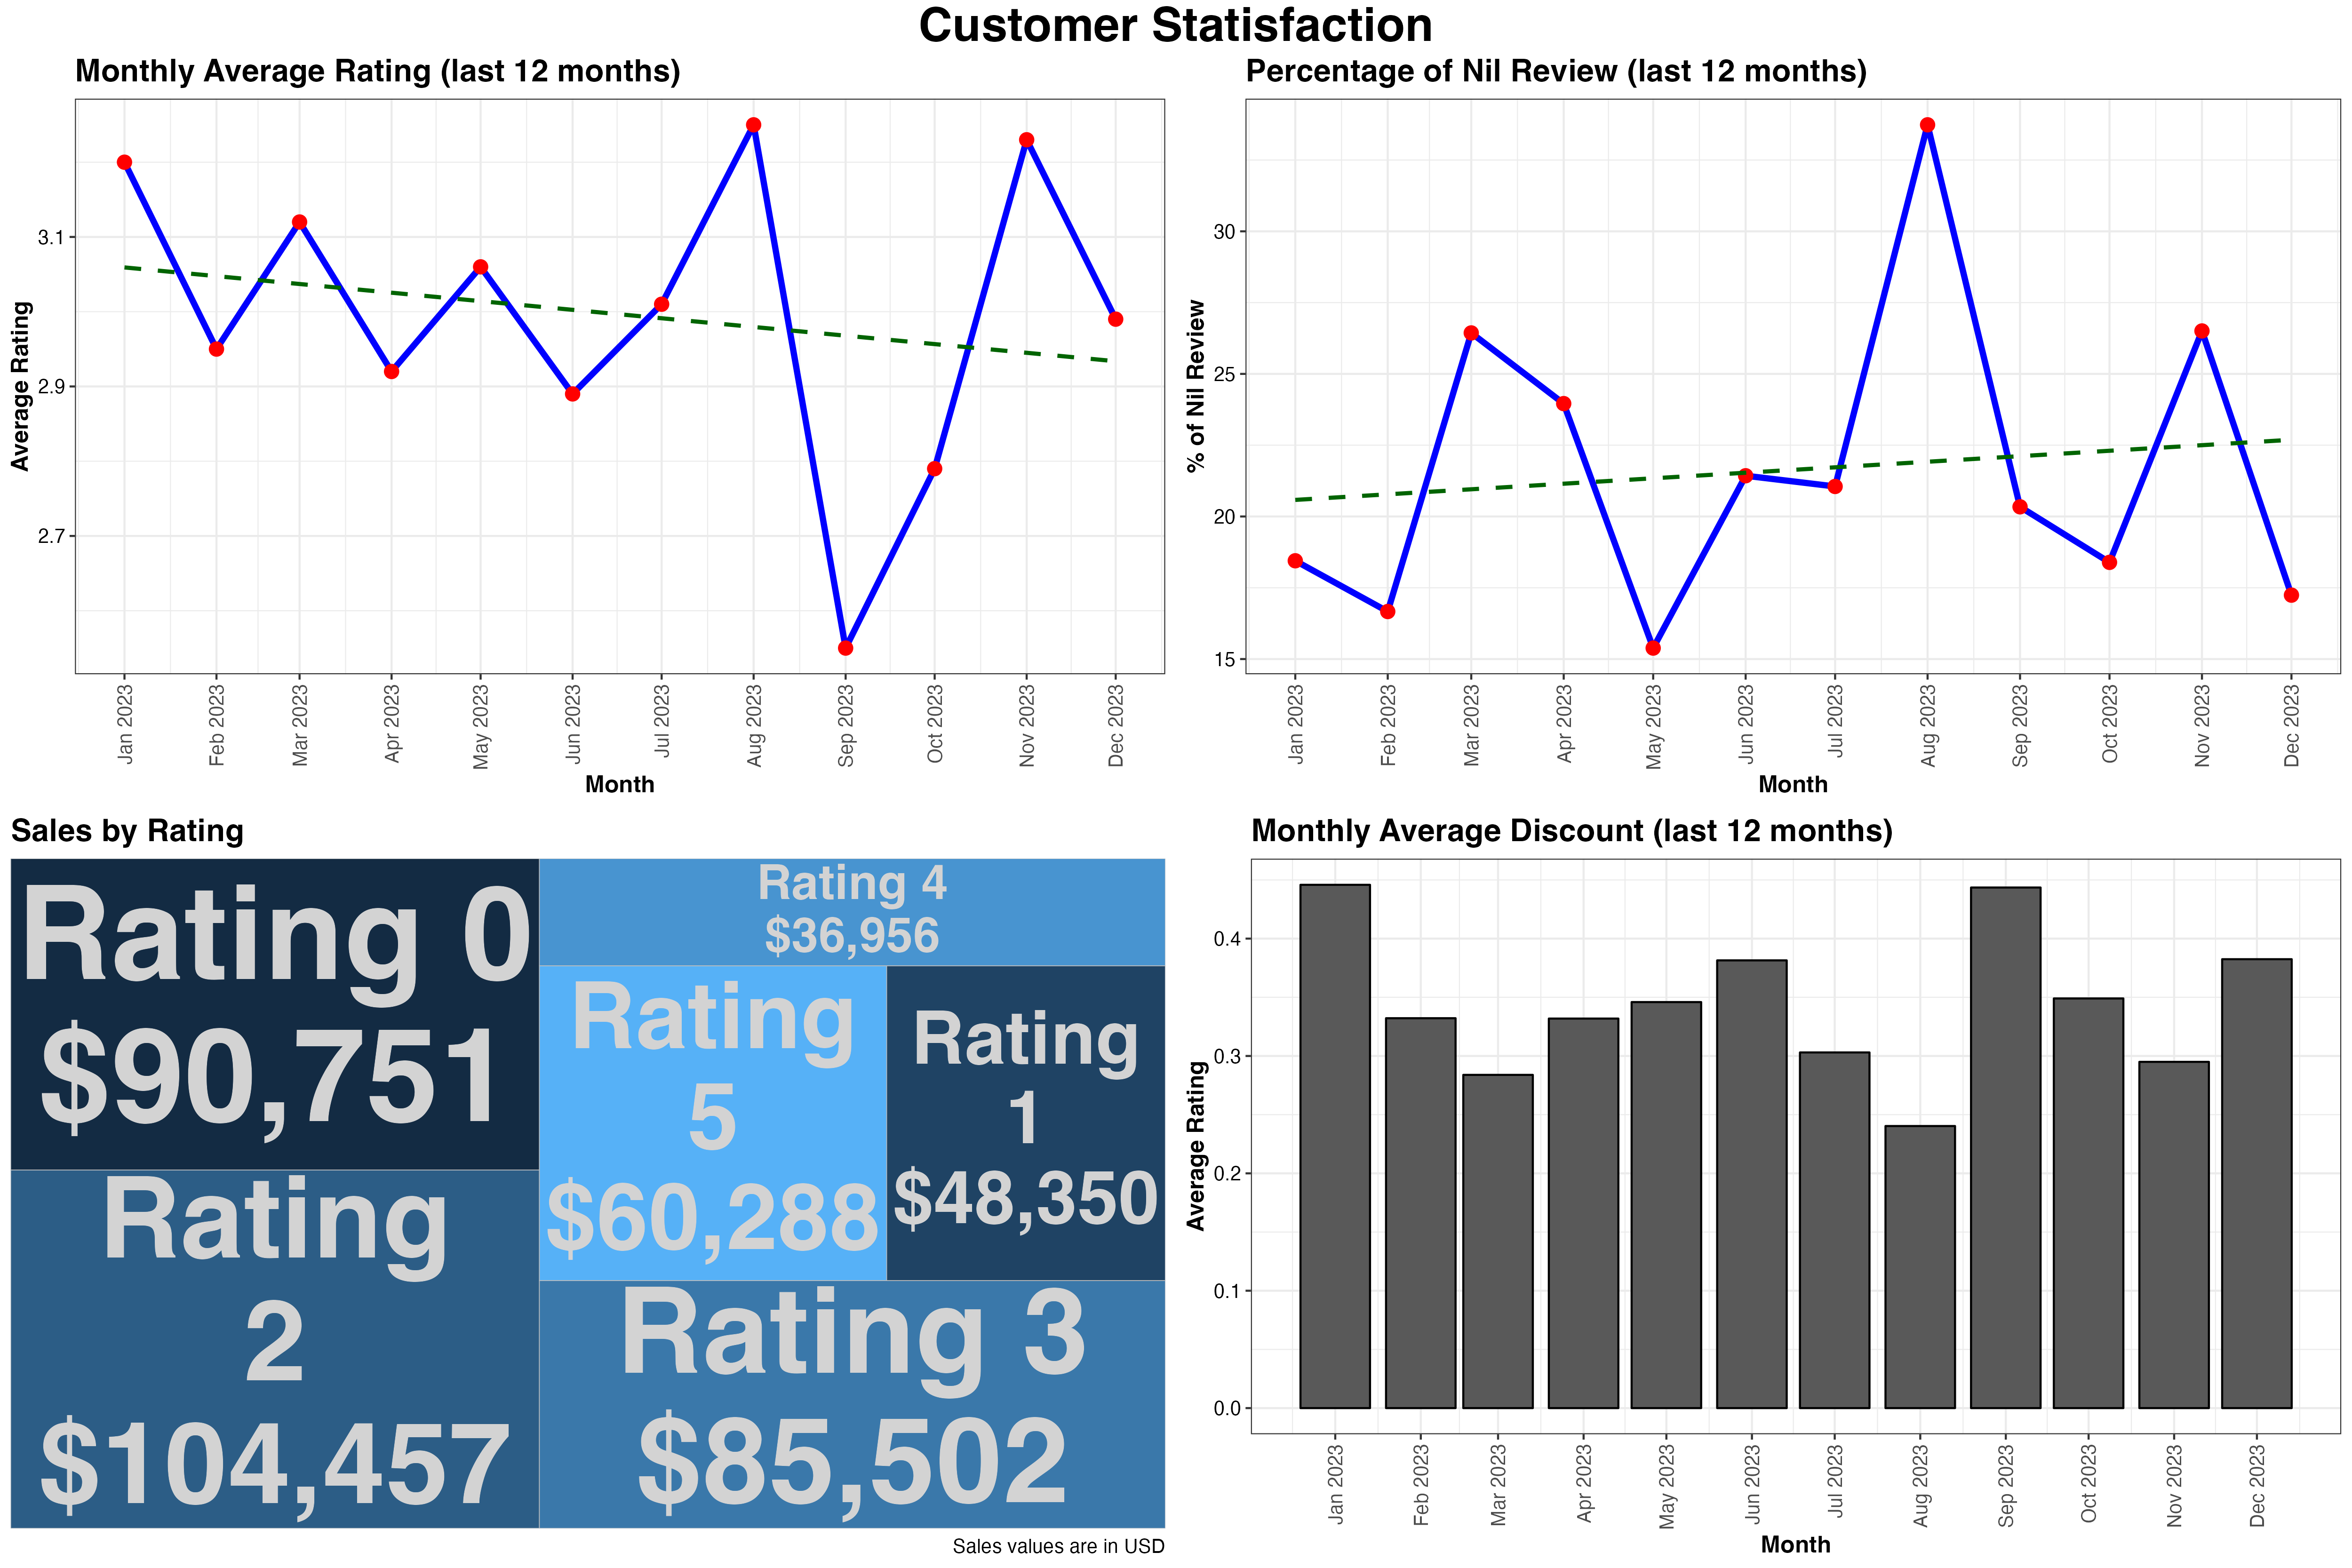 Customer Statisfaction
Monthly Average Rating (last 12 months)
Average Rating
3.1
2.9
2.7
Jan 2023
Feb 2023
Mar 2023
Apr 2023
May 2023
Jun 2023
Jul 2023
Aug 2023
Sep 2023
Oct 2023
Nov 2023
Dec 2023
Month
Percentage of Nil Review (last 12 months)
% of Nil Review
30
25
20
15
Jan 2023
Feb 2023
Mar 2023
Apr 2023
May 2023
Jun 2023
Jul 2023
Aug 2023
Sep 2023
Oct 2023
Nov 2023
Dec 2023
Month
Sales by Rating
Rating 0
$90,751
Rating
2
$104,457
Rating 4
$36,956
Rating
5
$60,288
Rating
1
$48,350
Rating 3
$85,502
Sales values are in USD
Monthly Average Discount (last 12 months)
Average Rating
0.4
0.3
0.2
0.1
0.0
Jan 2023
Feb 2023
Mar 2023
Apr 2023
May 2023
Jun 2023
Jul 2023
Aug 2023
Sep 2023
Oct 2023
Nov 2023
Dec 2023
Month